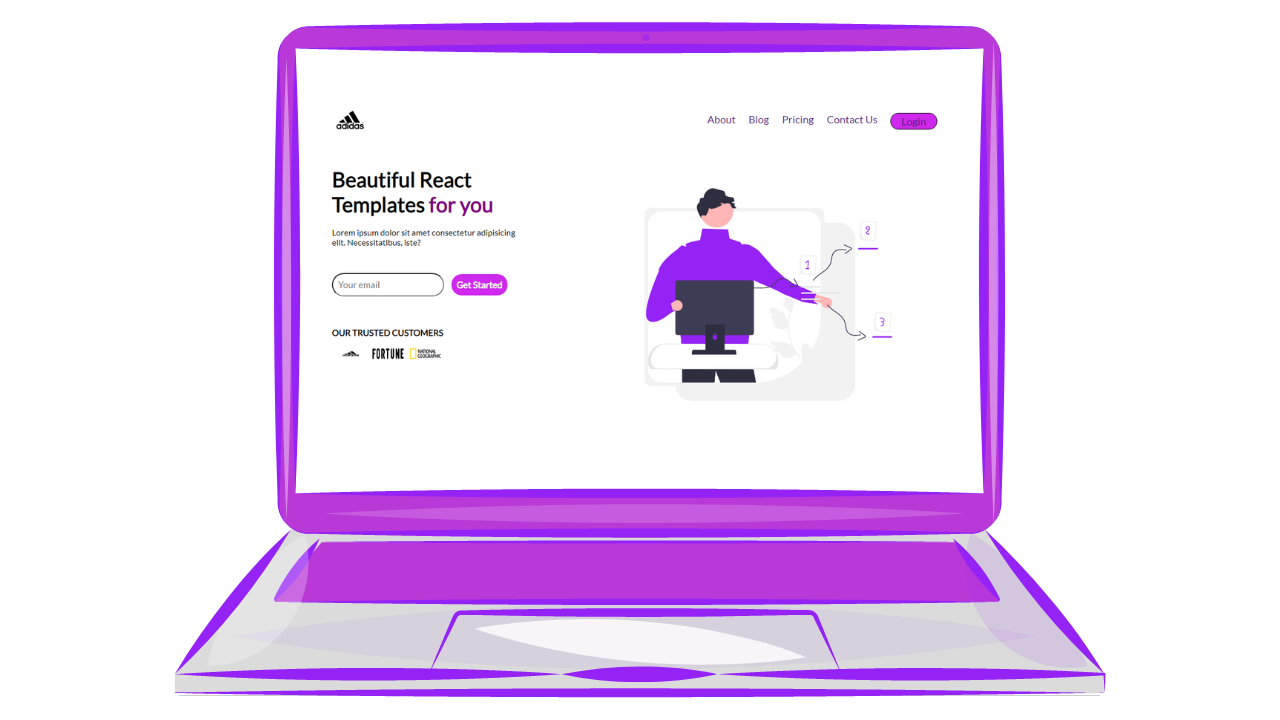 adidas
About Blog Pricing Contact Us Login
Beautiful React
Templates for you
Lorem ipsum dolor sit amet consectetur adipisicing
elit. Necessitatibus, iste?
Your email Get Started
OUR TRUSTED CUSTOMERS
FORTUNE NATIONAL
GEOGRAPHIC
2
1
3